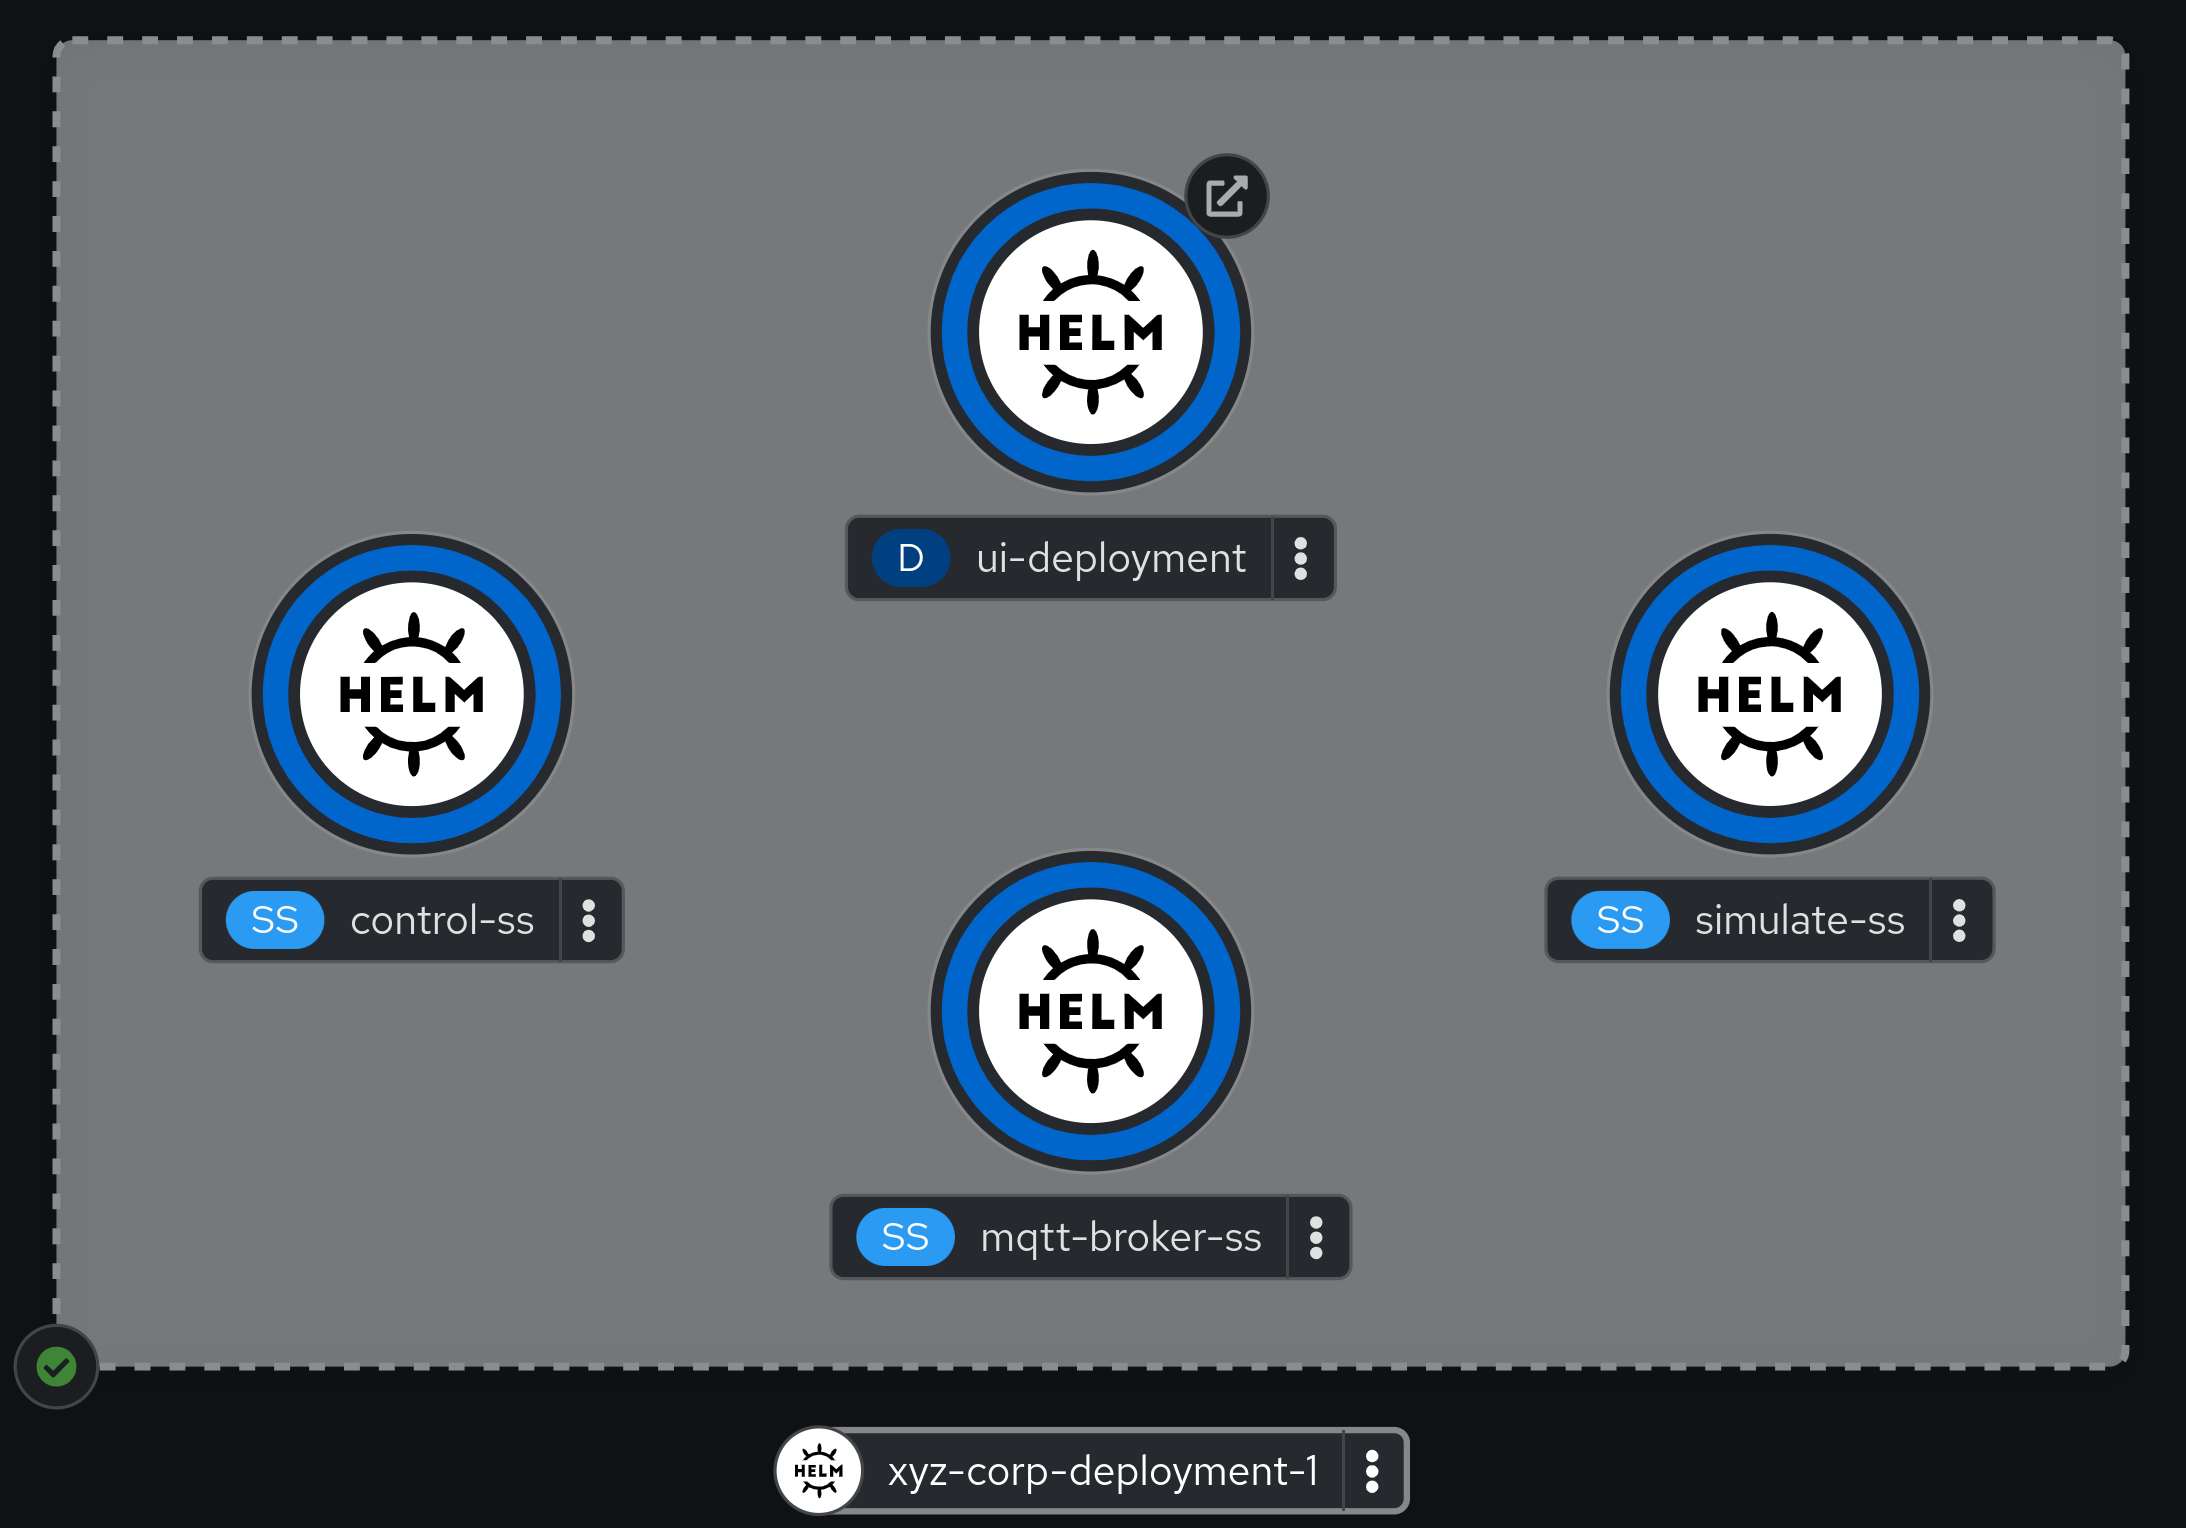 HELM
D ui-deployment
HELM
SS control-ss
HELM
SS simulate-ss
HELM
SS mqtt-broker-ss
HELM
xyz-corp-deployment-1